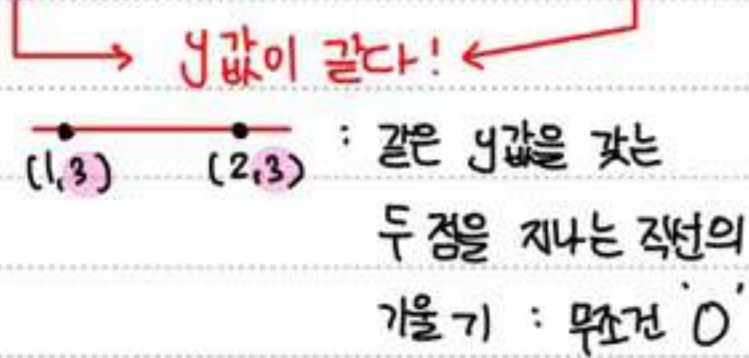 y값이 같다!
(1,3) (2,3) : 같은 y값을 갖는
두 점을 지나는 직선의
기울기 : 무조건 '0'